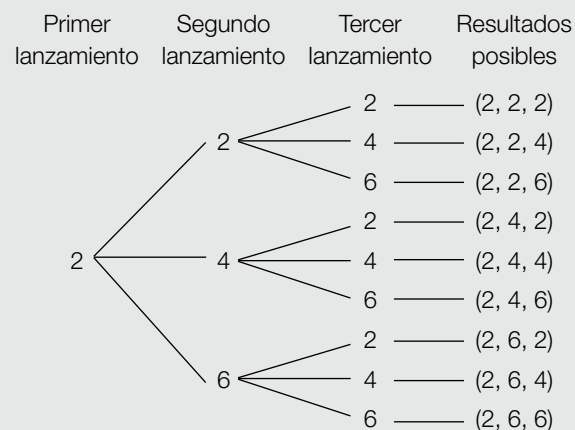 Primer Segundo Tercer Resultados
lanzamiento lanzamiento lanzamiento posibles
2 (2, 2, 2)
2 4 (2, 2, 4)
6 (2, 2, 6)
2 (2, 4, 2)
2 4 4 (2, 4, 4)
6 (2, 4, 6)
2 (2, 6, 2)
6 4 (2, 6, 4)
6 (2, 6, 6)